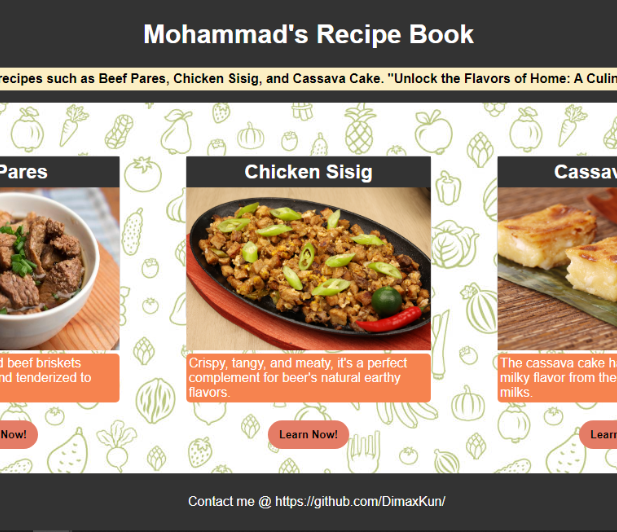 Mohammad's Recipe Book
recipes such as Beef Pares, Chicken Sisig, and Cassava Cake. "Unlock the Flavors of Home: A Culin
Pares
Chicken Sisig
Cassav
d beef briskets
nd tenderized to
Crispy, tangy, and meaty, it's a perfect
complement for beer's natural earthy
flavors.
The cassava cake ha
milky flavor from the
milks.
Now!
Learn Now!
Learn
Contact me @ https://github.com/DimaxKun/